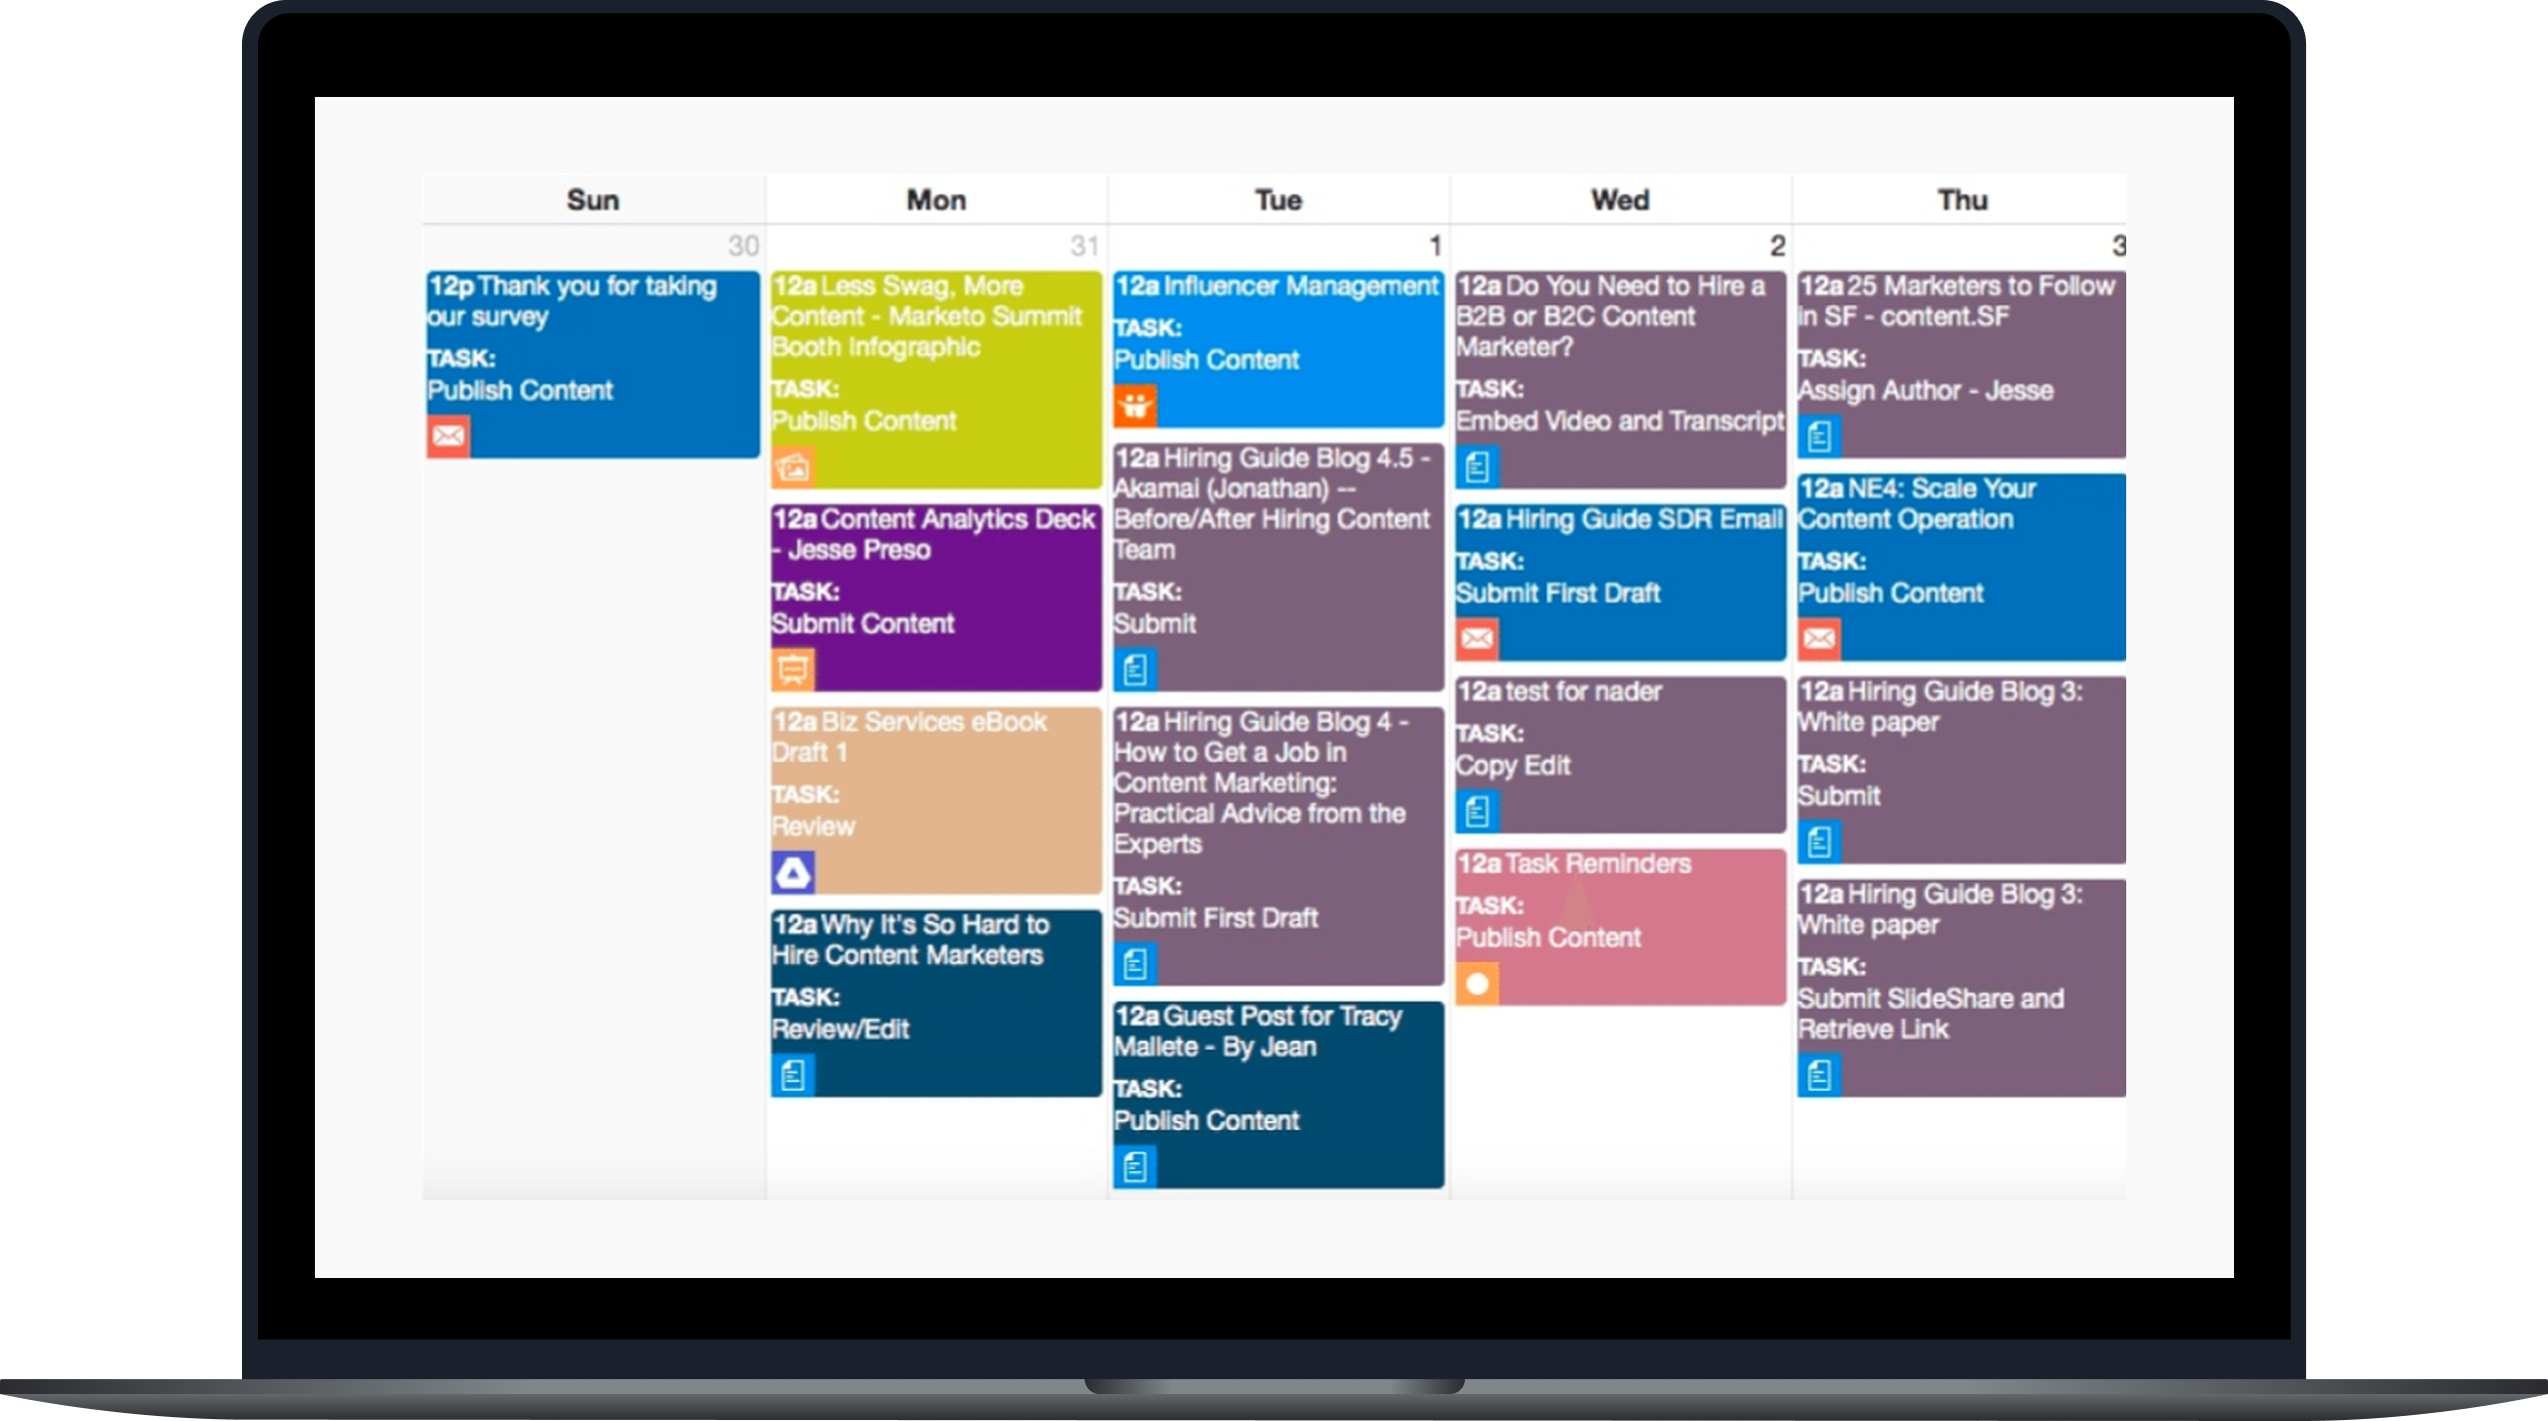 Sun
Mon
Tue
Wed
Thu
30
31
1
2
3
12p Thank you for taking
our survey
TASK:
Publish Content
12a Less Swag, More
Content - Marketo Summit
Booth Infographic
TASK:
Publish Content
12a Content Analytics Deck
- Jesse Preso
TASK:
Submit Content
12a Biz Services eBook
Draft 1
TASK:
Review
12a Why It's So Hard to
Hire Content Marketers
TASK:
Review/Edit
12a Influencer Management
TASK:
Publish Content
12a Hiring Guide Blog 4.5 -
Akamai (Jonathan) --
Before/After Hiring Content
Team
TASK:
Submit
12a Hiring Guide Blog 4 -
How to Get a Job in
Content Marketing:
Practical Advice from the
Experts
TASK:
Submit First Draft
12a Guest Post for Tracy
Mallete - By Jean
TASK:
Publish Content
12a Do You Need to Hire a
B2B or B2C Content
Marketer?
TASK:
Embed Video and Transcript
12a Hiring Guide SDR Email
TASK:
Submit First Draft
12a test for nader
TASK:
Copy Edit
12a Task Reminders
TASK:
Publish Content
12a 25 Marketers to Follow
in SF - content.SF
TASK:
Assign Author - Jesse
12a NE4: Scale Your
Content Operation
TASK:
Publish Content
12a Hiring Guide Blog 3:
White paper
TASK:
Submit
12a Hiring Guide Blog 3:
White paper
TASK:
Submit SlideShare and
Retrieve Link